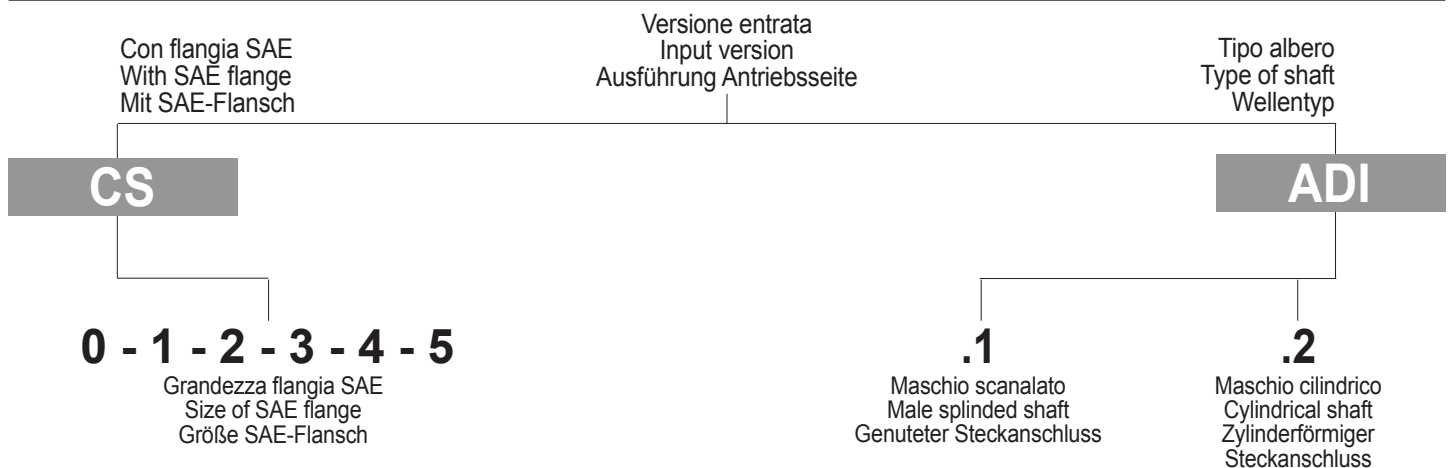 Versione entrata
Input version
Ausführung Antriebsseite
Con flangia SAE
With SAE flange
Mit SAE-Flansch
Tipo albero
Type of shaft
Wellentyp
CS
ADI
0 - 1 - 2 - 3 - 4 - 5
Grandezza flangia SAE
Size of SAE flange
Größe SAE-Flansch
.1
Maschio scanalato
Male splinded shaft
Genuteter Steckanschluss
.2
Maschio cilindrico
Cylindrical shaft
Zylinderförmiger
Steckanschluss